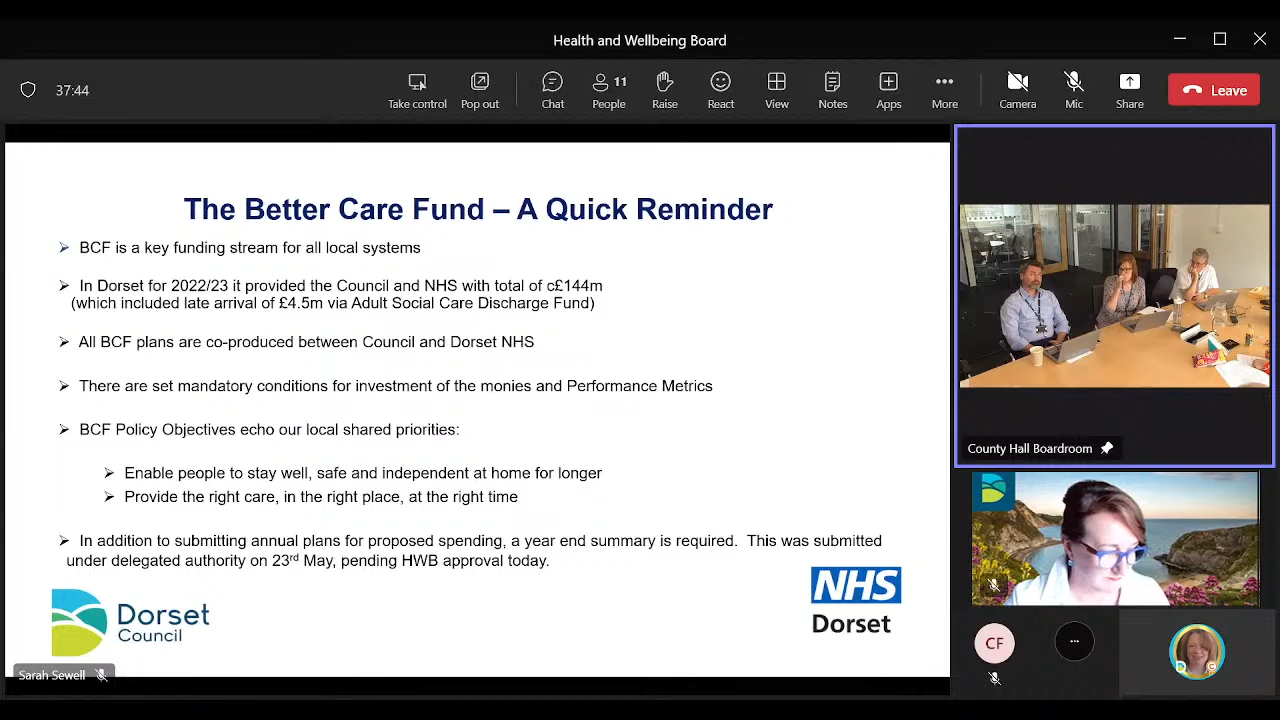 Health and Wellbeing Board
37:44
Take control
Pop out
Chat
11
People
Raise
React
View
Notes
Apps
More
Camera
Mic
Share
Leave
The Better Care Fund – A Quick Reminder
BCF is a key funding stream for all local systems
In Dorset for 2022/23 it provided the Council and NHS with total of c£144m
(which included late arrival of £4.5m via Adult Social Care Discharge Fund)
All BCF plans are co-produced between Council and Dorset NHS
There are set mandatory conditions for investment of the monies and Performance Metrics
BCF Policy Objectives echo our local shared priorities:
Enable people to stay well, safe and independent at home for longer
Provide the right care, in the right place, at the right time
In addition to submitting annual plans for proposed spending, a year end summary is required. This was submitted
under delegated authority on 23rd May, pending HWB approval today.
Dorset
Council
NHS
Dorset
Sarah Sewell
County Hall Boardroom
CF
D
C